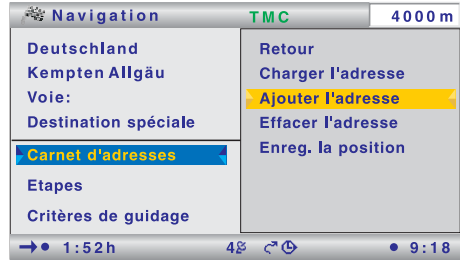 Navigation TMC 4000 m
Deutschland
Kempten Allgäu
Voie:
Destination spéciale
Carnet d'adresses
Etapes
Critères de guidage
Retour
Charger l'adresse
Ajouter l'adresse
Effacer l'adresse
Enreg. la position
1:52h 4 9:18